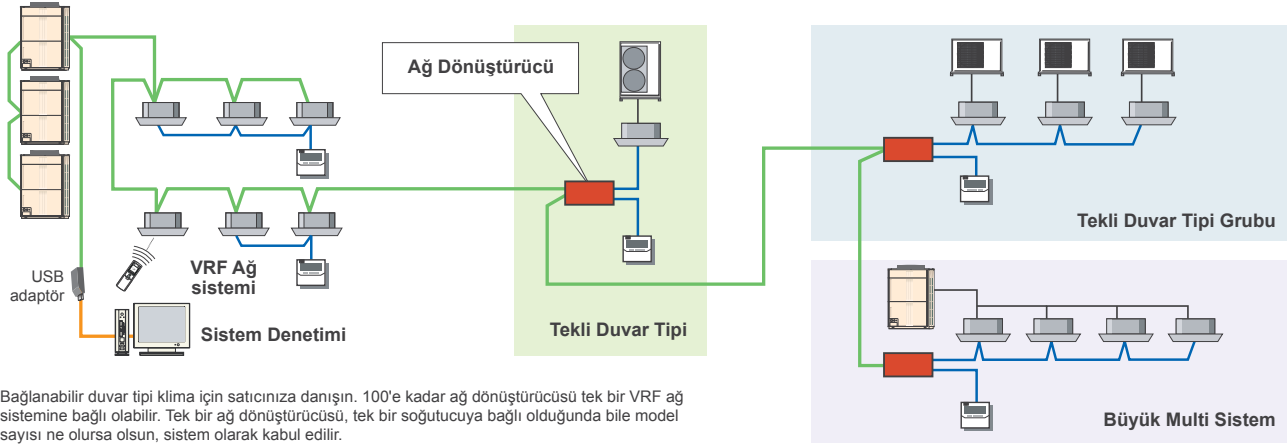 Ağ Dönüştürücü
Tekli Duvar Tipi Grubu
VRF Ağ
sistemi
USB
adaptör
Sistem Denetimi
Tekli Duvar Tipi
Büyük Multi Sistem
Bağlanabilir duvar tipi klima için satıcınıza danışın. 100'e kadar ağ dönüştürücüsü tek bir VRF ağ
sistemine bağlı olabilir. Tek bir ağ dönüştürücüsü, tek bir soğutucuya bağlı olduğunda bile model
sayısı ne olursa olsun, sistem olarak kabul edilir.